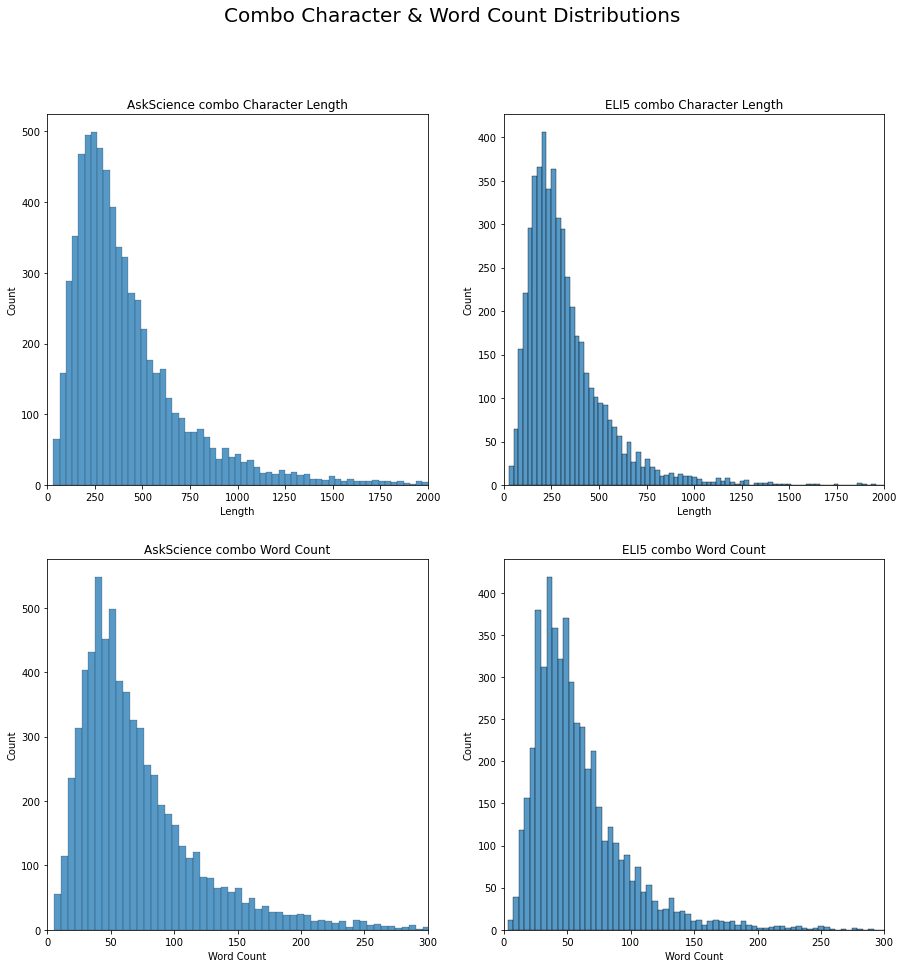 Combo Character & Word Count Distributions
AskScience combo Character Length
500
400
300
200
100
0
Count
0 250 500 750 1000 1250 1500 1750 2000
Length
ELI5 combo Character Length
400
350
300
250
200
150
100
50
0
Count
0 250 500 750 1000 1250 1500 1750 2000
Length
AskScience combo Word Count
500
400
300
200
100
0
Count
0 50 100 150 200 250 300
Word Count
ELI5 combo Word Count
400
350
300
250
200
150
100
50
0
Count
0 50 100 150 200 250 300
Word Count